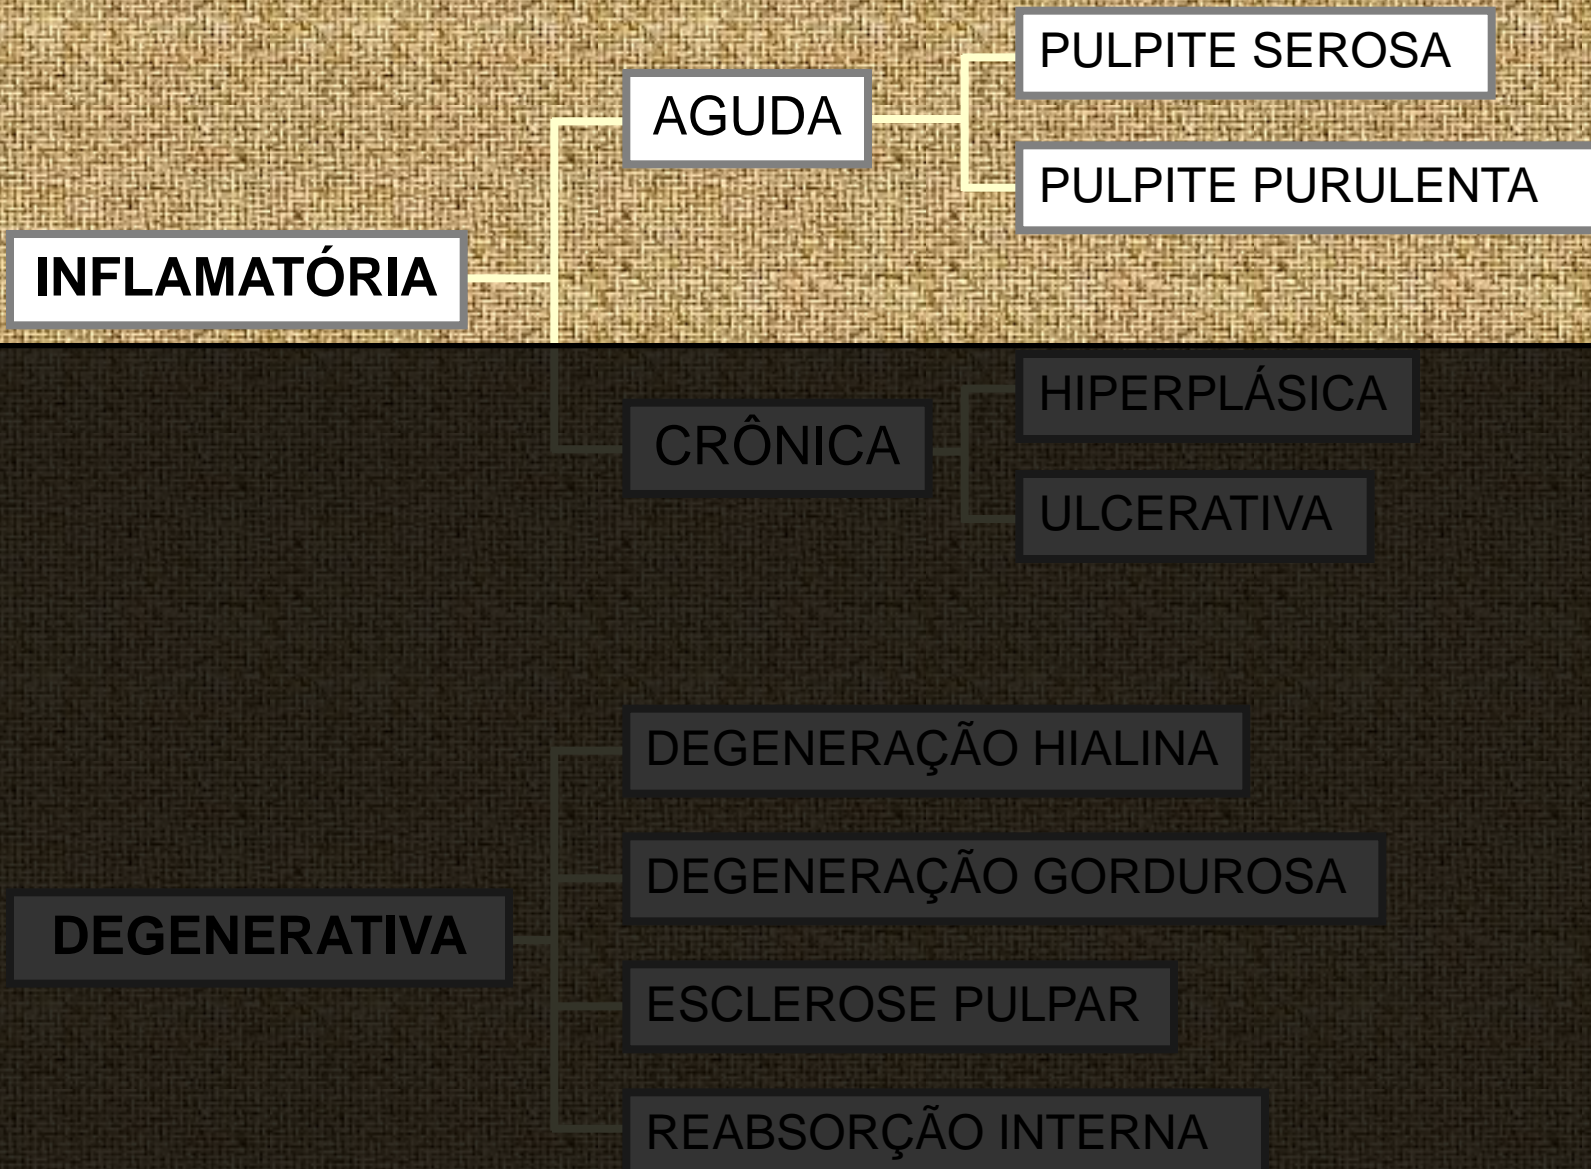 INFLAMATÓRIA
AGUDA
PULPITE SEROSA
PULPITE PURULENTA
CRÔNICA
HIPERPLÁSICA
ULCERATIVA
DEGENERATIVA
DEGENERAÇÃO HIALINA
DEGENERAÇÃO GORDUROSA
ESCLEROSE PULPAR
REABSORÇÃO INTERNA